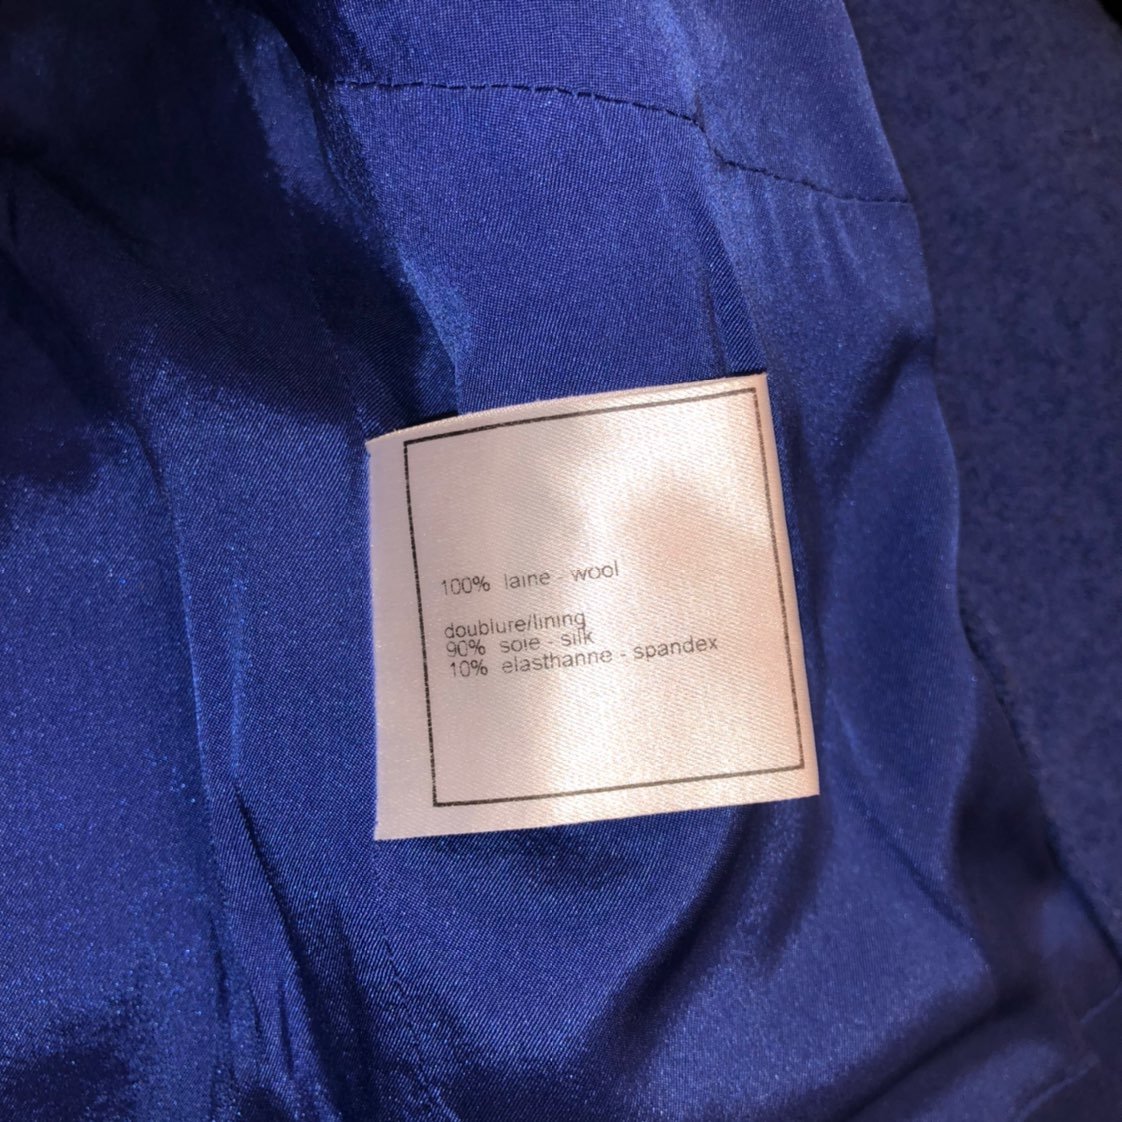 100% laine - wool
doublure/lining
90% soie - silk
10% elasthanne - spandex